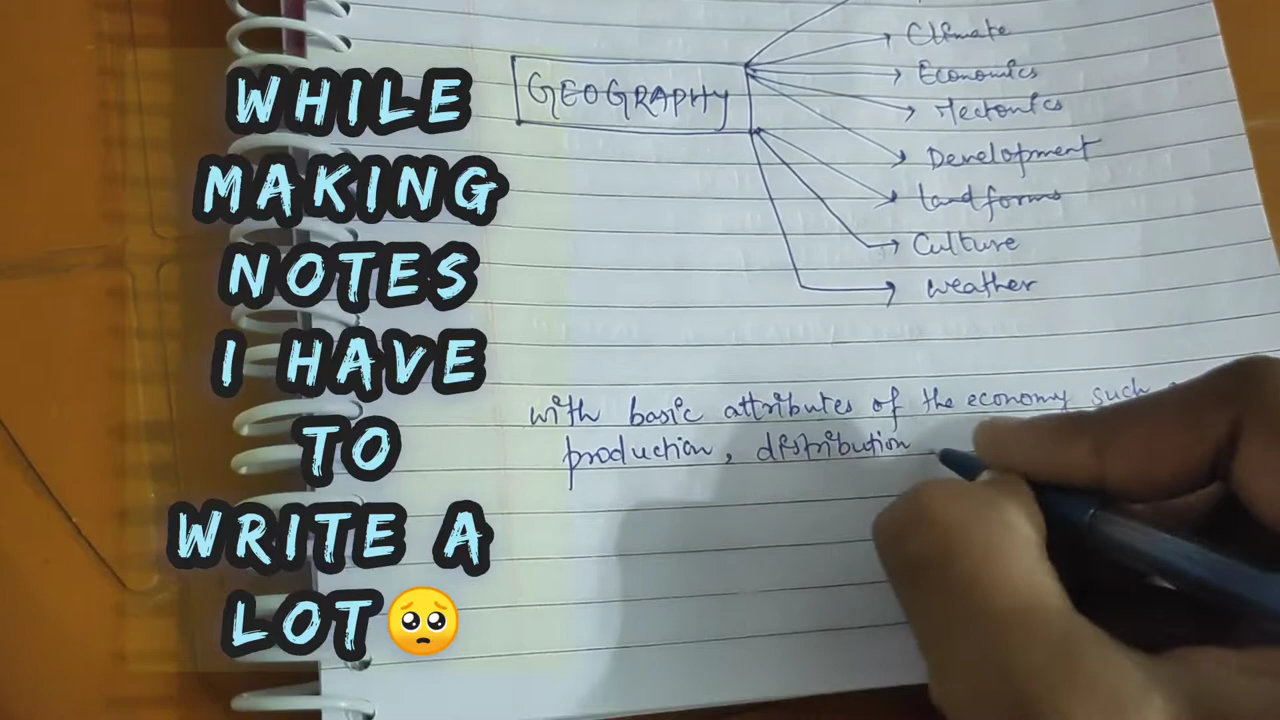 WHILE
MAKING
NOTES
I HAVE
TO
WRITE A
LOT🥺
GEOGRAPHY
Climate
Economics
Tectonics
Development
landforms
Culture
weather
with basic attributes of the economy such
production, distribution